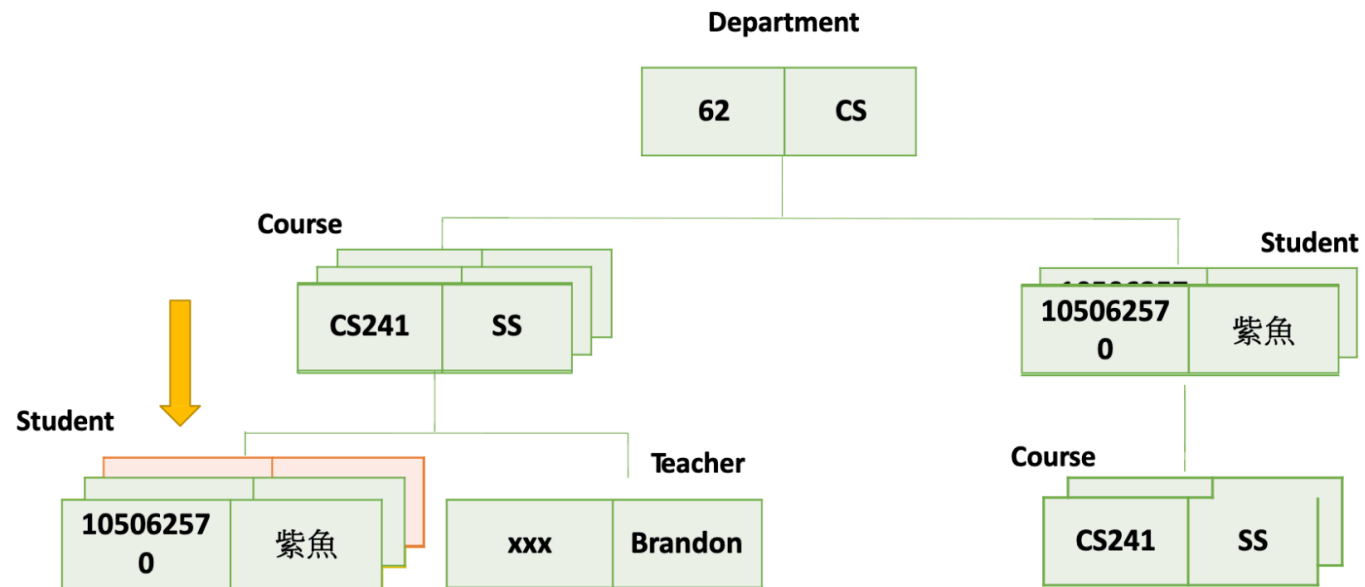 Department
62 CS
Course
Student
CS241 SS
10506257
0
紫魚
Student
Teacher
Course
10506257
0
紫魚
xxx Brandon
CS241 SS